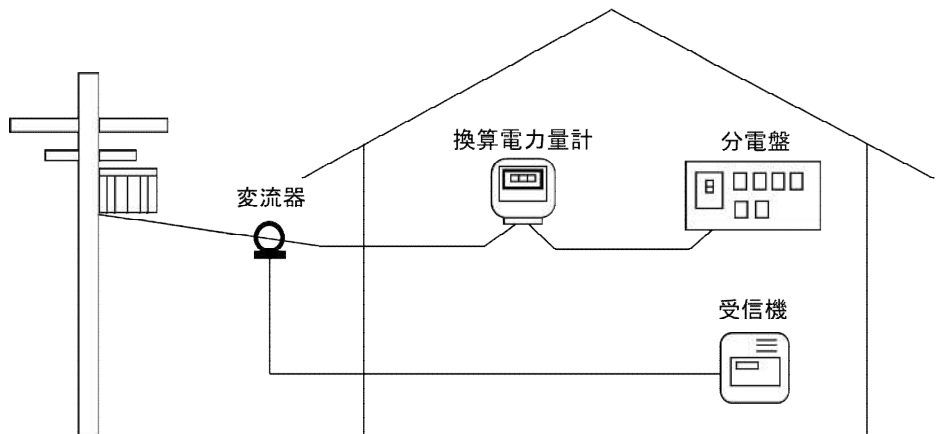 換算電力量計
分電盤
変流器
受信機